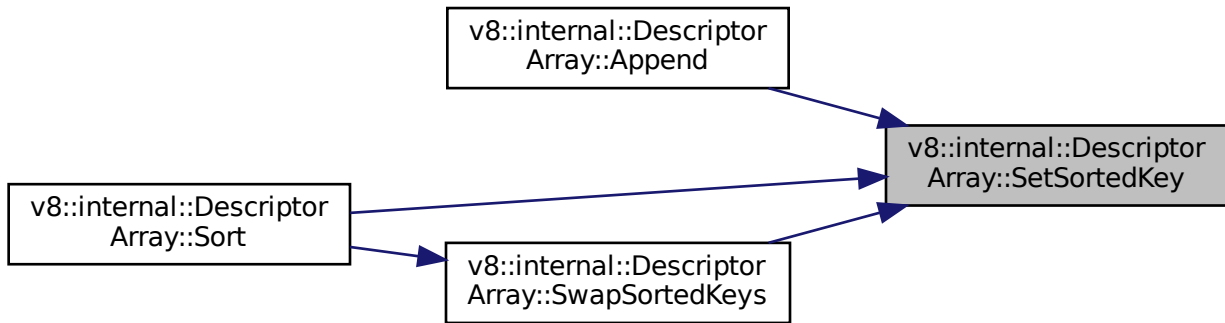 v8::internal::Descriptor
Array::Append
v8::internal::Descriptor
Array::SetSortedKey
v8::internal::Descriptor
Array::Sort
v8::internal::Descriptor
Array::SwapSortedKeys